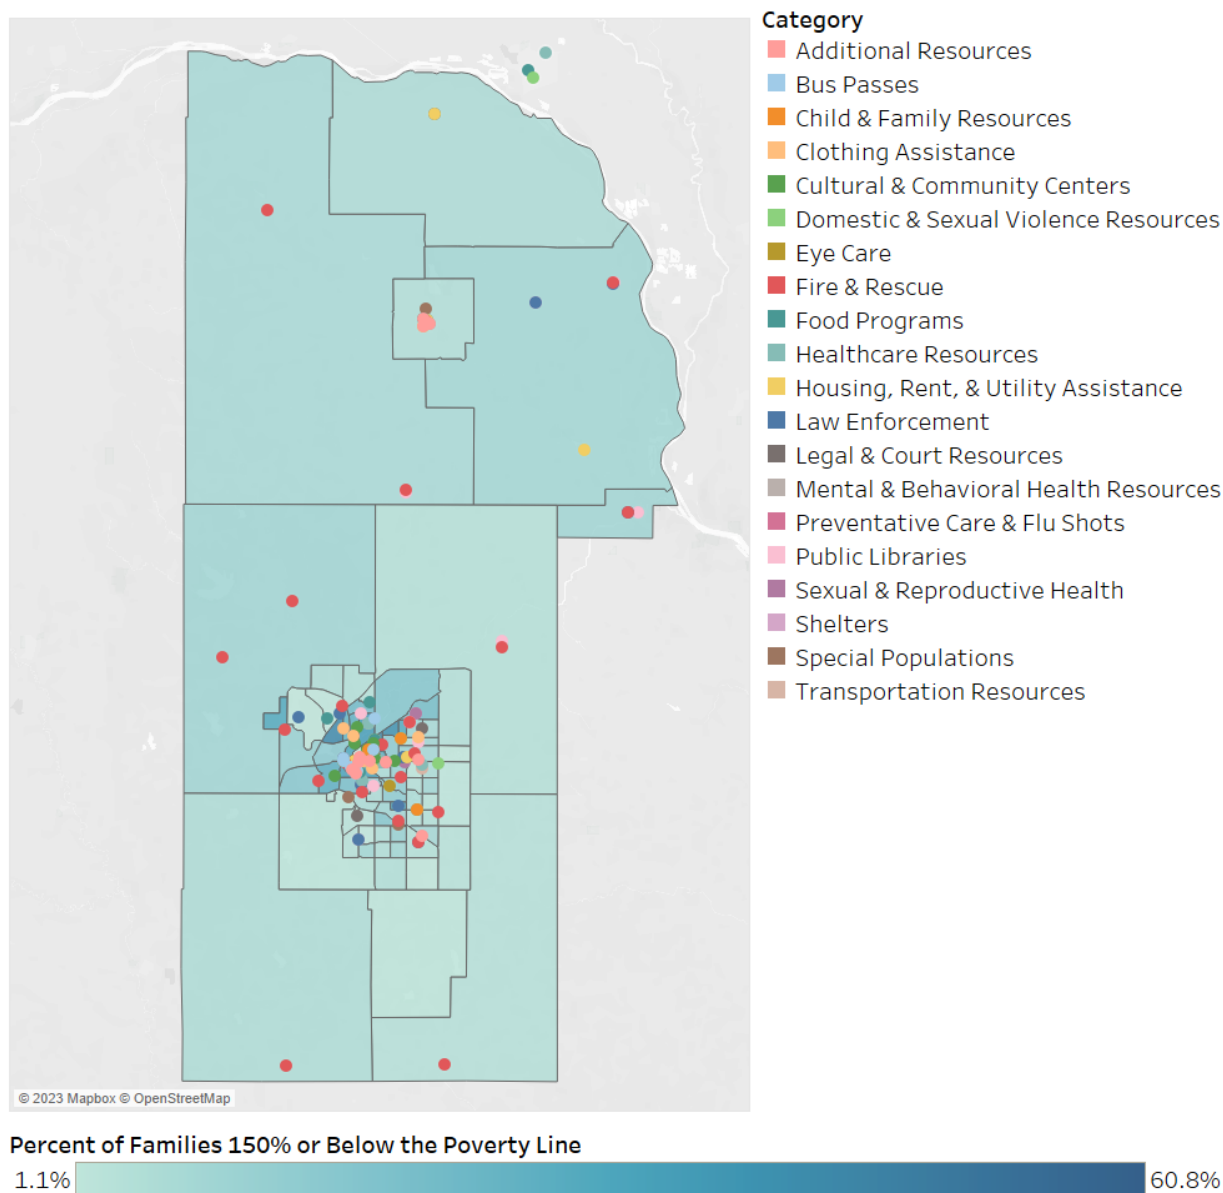 Category
Additional Resources
Bus Passes
Child & Family Resources
Clothing Assistance
Cultural & Community Centers
Domestic & Sexual Violence Resources
Eye Care
Fire & Rescue
Food Programs
Healthcare Resources
Housing, Rent, & Utility Assistance
Law Enforcement
Legal & Court Resources
Mental & Behavioral Health Resources
Preventative Care & Flu Shots
Public Libraries
Sexual & Reproductive Health
Shelters
Special Populations
Transportation Resources
© 2023 Mapbox © OpenStreetMap
Percent of Families 150% or Below the Poverty Line
1.1%
60.8%